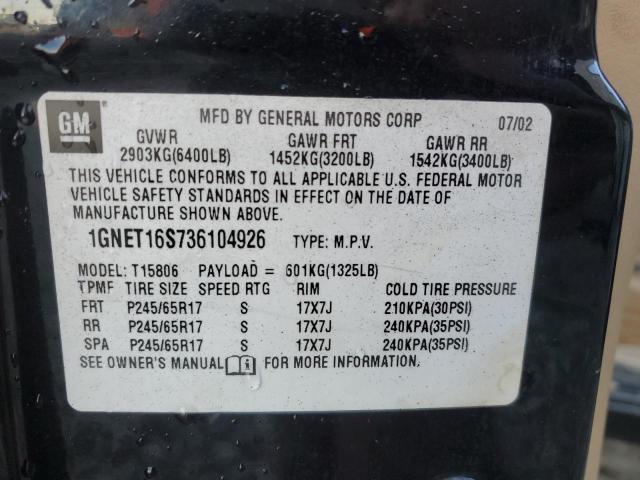 GM
MFD BY GENERAL MOTORS CORP 07/02
GVWR GAWR FRT GAWR RR
2903KG(6400LB) 1452KG(3200LB) 1542KG(3400LB)
THIS VEHICLE CONFORMS TO ALL APPLICABLE U.S. FEDERAL MOTOR
VEHICLE SAFETY STANDARDS IN EFFECT ON THE DATE OF
MANUFACTURE SHOWN ABOVE.
1GNET16S736104926 TYPE: M.P.V.
MODEL: T15806 PAYLOAD = 601KG(1325LB)
TPMF TIRE SIZE SPEED RTG RIM COLD TIRE PRESSURE
FRT P245/65R17 S 17X7J 210KPA(30PSI)
RR P245/65R17 S 17X7J 240KPA(35PSI)
SPA P245/65R17 S 17X7J 240KPA(35PSI)
SEE OWNER'S MANUAL FOR MORE INFORMATION.